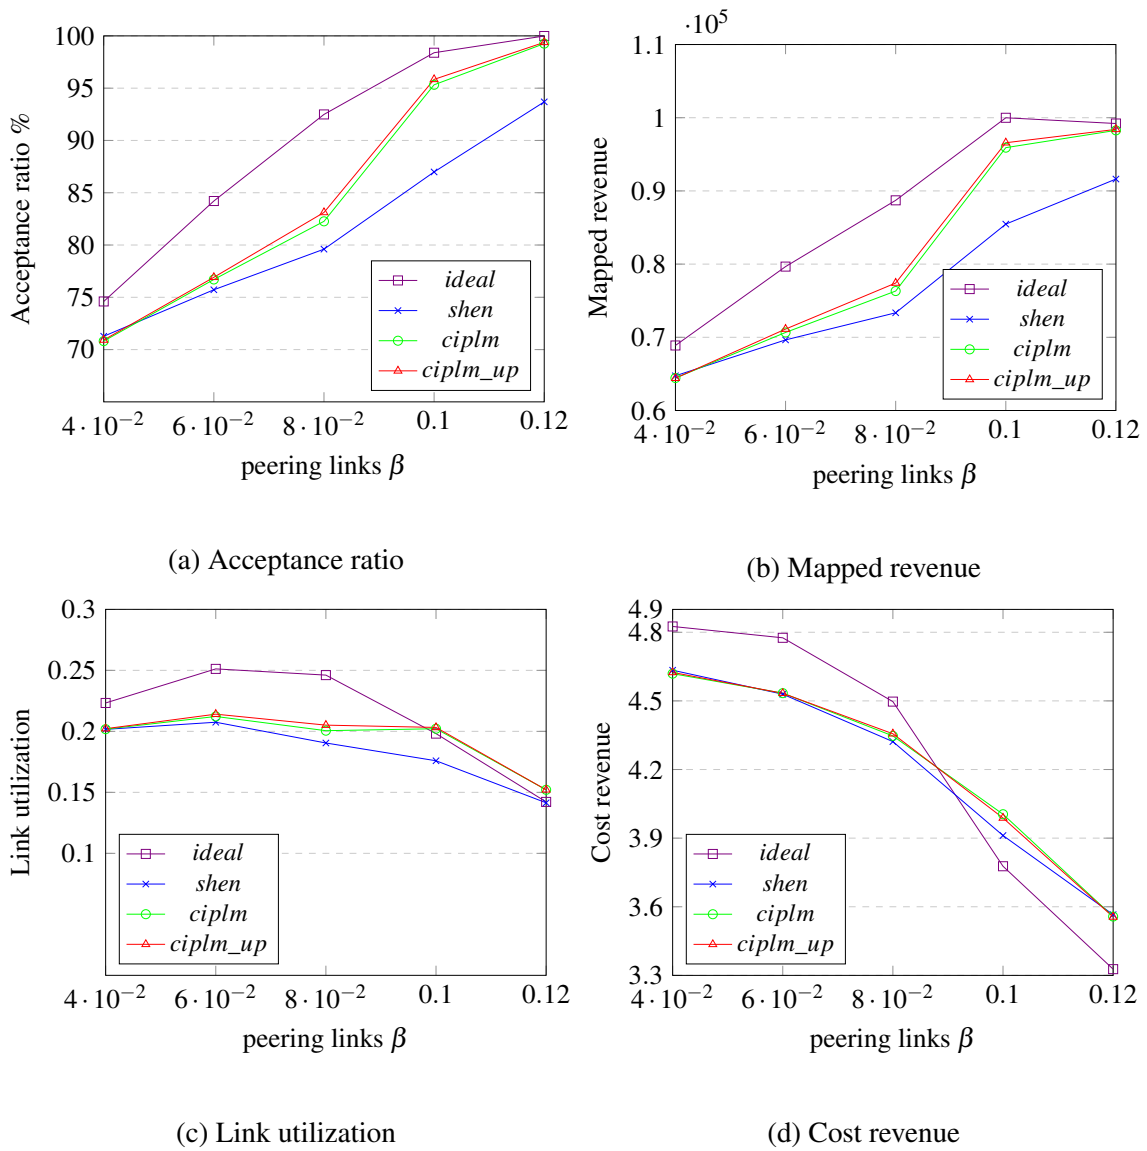 100
95
90
85
80
75
70
Acceptance ratio %
ideal
shen
ciplm
ciplm_up
4 · 10⁻² 6 · 10⁻² 8 · 10⁻² 0.1 0.12
peering links β
(a) Acceptance ratio
·10⁵
1.1
1
0.9
0.8
0.7
0.6
Mapped revenue
ideal
shen
ciplm
ciplm_up
4 · 10⁻² 6 · 10⁻² 8 · 10⁻² 0.1 0.12
peering links β
(b) Mapped revenue
0.3
0.25
0.2
0.15
0.1
Link utilization
ideal
shen
ciplm
ciplm_up
4 · 10⁻² 6 · 10⁻² 8 · 10⁻² 0.1 0.12
peering links β
(c) Link utilization
4.9
4.8
4.5
4.2
3.9
3.6
3.3
Cost revenue
ideal
shen
ciplm
ciplm_up
4 · 10⁻² 6 · 10⁻² 8 · 10⁻² 0.1 0.12
peering links β
(d) Cost revenue